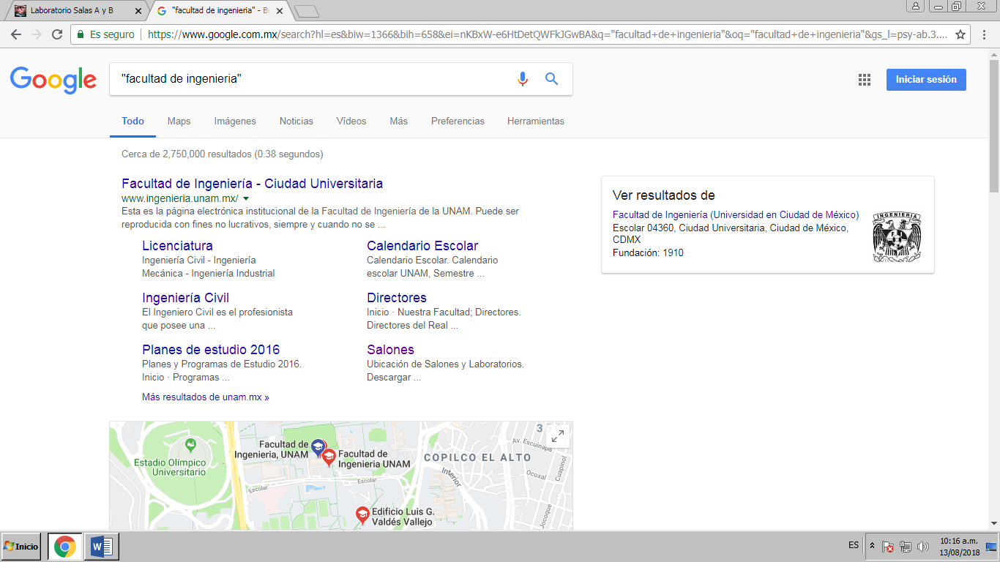 Laboratorio Salas A y B
"facultad de ingenieria" - B
Es seguro
https://www.google.com.mx/search?hl=es&biw=1366&bih=658&ei=nKBxW-e6HtDetQWFkJGwBA&q="facultad+de+ingenieria"&oq="facultad+de+ingenieria"&gs_l=psy-ab.3....
Google
"facultad de ingenieria"
Iniciar sesión
Todo Maps Imágenes Noticias Vídeos Más Preferencias Herramientas
Cerca de 2,750,000 resultados (0.38 segundos)
Facultad de Ingeniería - Ciudad Universitaria
www.ingenieria.unam.mx/
Esta es la página electrónica institucional de la Facultad de Ingeniería de la UNAM. Puede ser
reproducida con fines no lucrativos, siempre y cuando no se ...
Licenciatura
Ingeniería Civil - Ingeniería
Mecánica - Ingeniería Industrial
Calendario Escolar
Calendario Escolar. Calendario
escolar UNAM, Semestre ...
Ingeniería Civil
El Ingeniero Civil es el profesionista
que posee una ...
Directores
Inicio · Nuestra Facultad; Directores.
Directores del Real ...
Planes de estudio 2016
Planes y Programas de Estudio 2016.
Inicio · Programas ...
Salones
Ubicación de Salones y Laboratorios.
Descargar ...
Más resultados de unam.mx »
Ver resultados de
Facultad de Ingeniería (Universidad en Ciudad de México)
Escolar 04360, Ciudad Universitaria, Ciudad de México,
CDMX
Fundación: 1910
INGENIERIA
Estadio Olímpico
Universitario
Facultad de
Ingenieria, UNAM
Facultad de
Ingenieria UNAM
Escolar
Escolar
Edificio Luis G.
Valdés Vallejo
COPILCO EL ALTO
Interior
Av. Escuinapa
Ocoxal
Cuapinol
Jocoque
Inicio
ES
10:16 a.m.
13/08/2018